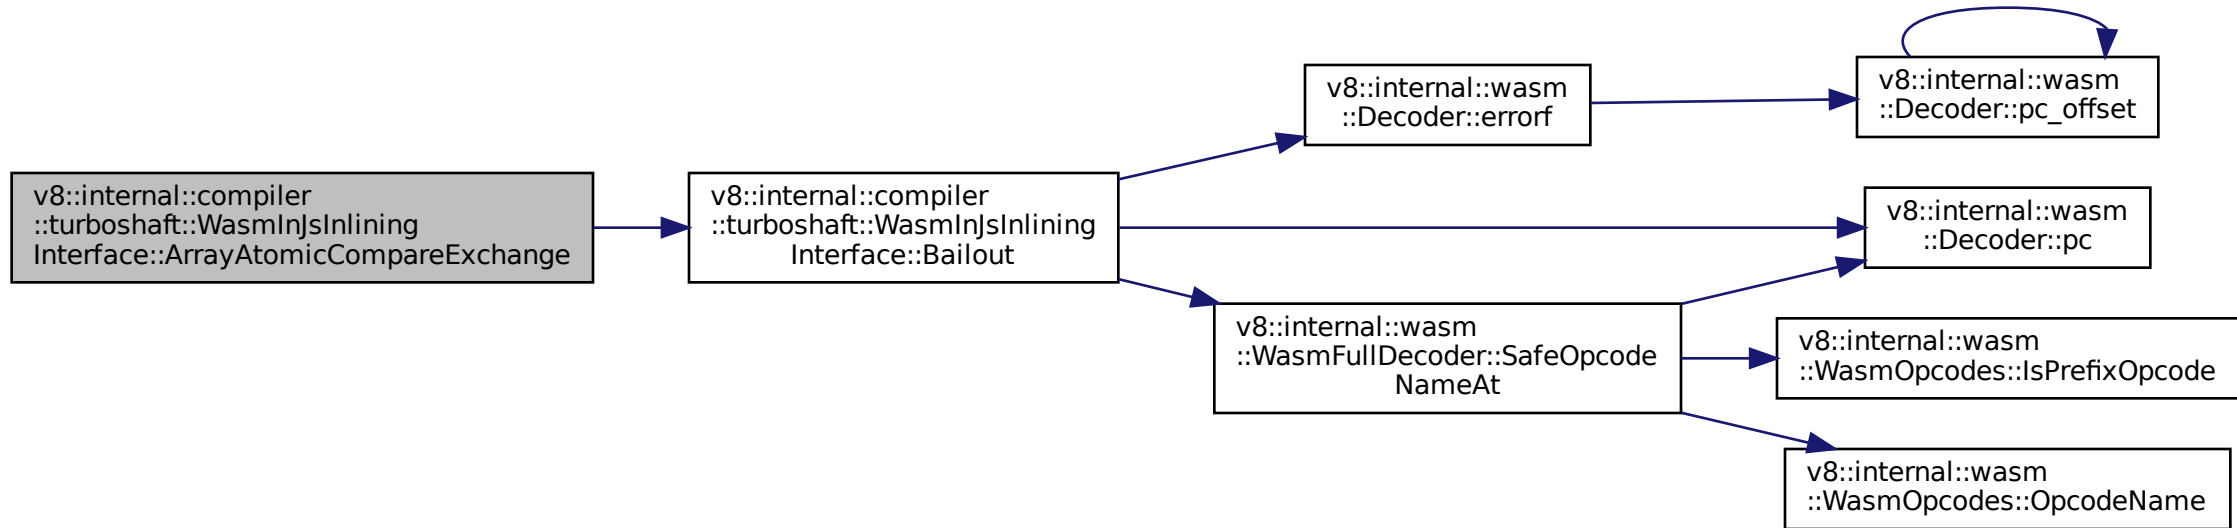 v8::internal::compiler
::turboshaft::WasmInJsInlining
Interface::ArrayAtomicCompareExchange
v8::internal::compiler
::turboshaft::WasmInJsInlining
Interface::Bailout
v8::internal::wasm
::Decoder::errorf
v8::internal::wasm
::Decoder::pc_offset
v8::internal::wasm
::Decoder::pc
v8::internal::wasm
::WasmFullDecoder::SafeOpcode
NameAt
v8::internal::wasm
::WasmOpcodes::IsPrefixOpcode
v8::internal::wasm
::WasmOpcodes::OpcodeName